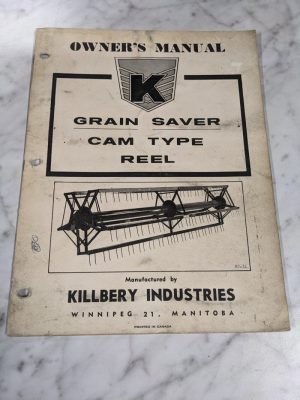 OWNER'S MANUAL
K
GRAIN SAVER
CAM TYPE
REEL
Manufactured by
KILLBERY INDUSTRIES
WINNIPEG 21, MANITOBA
PRINTED IN CANADA